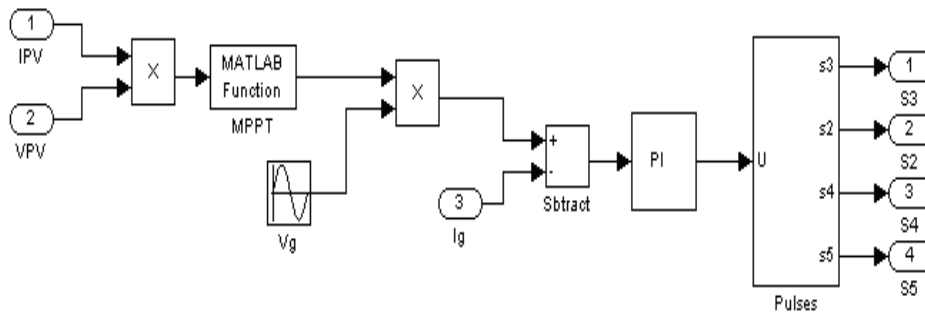 1
IPV
2
VPV
X
MATLAB
Function
MPPT
Vg
X
3
Ig
+
-
Sbtract
PI
U
s3
s2
s4
s5
Pulses
1
S3
2
S2
3
S4
4
S5